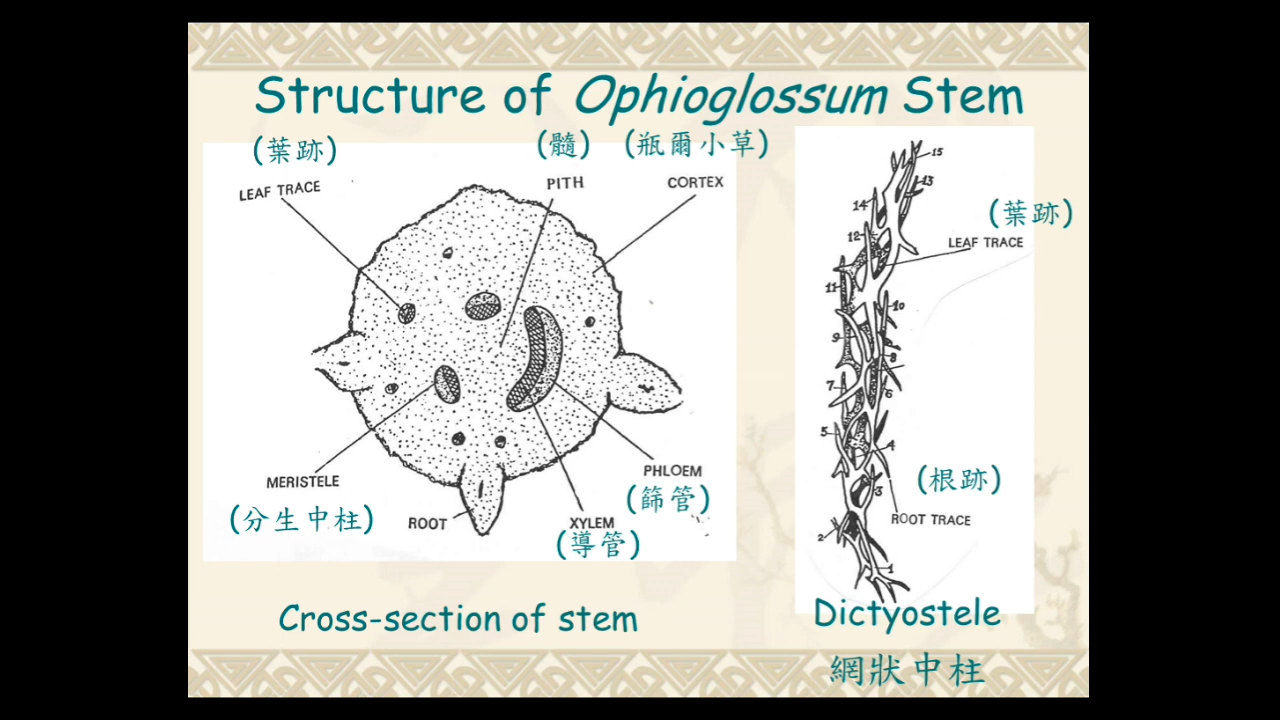 Structure of Ophioglossum Stem
(葉跡) (髓) (瓶爾小草)
LEAF TRACE PITH CORTEX
MERISTELE
(分生中柱)
ROOT
XYLEM
(導管)
PHLOEM
(篩管)
Cross-section of stem
15
13
14
(葉跡)
12
LEAF TRACE
11
10
9
8
7
6
5
4
(根跡)
3
ROOT TRACE
2
1
Dictyostele
網狀中柱